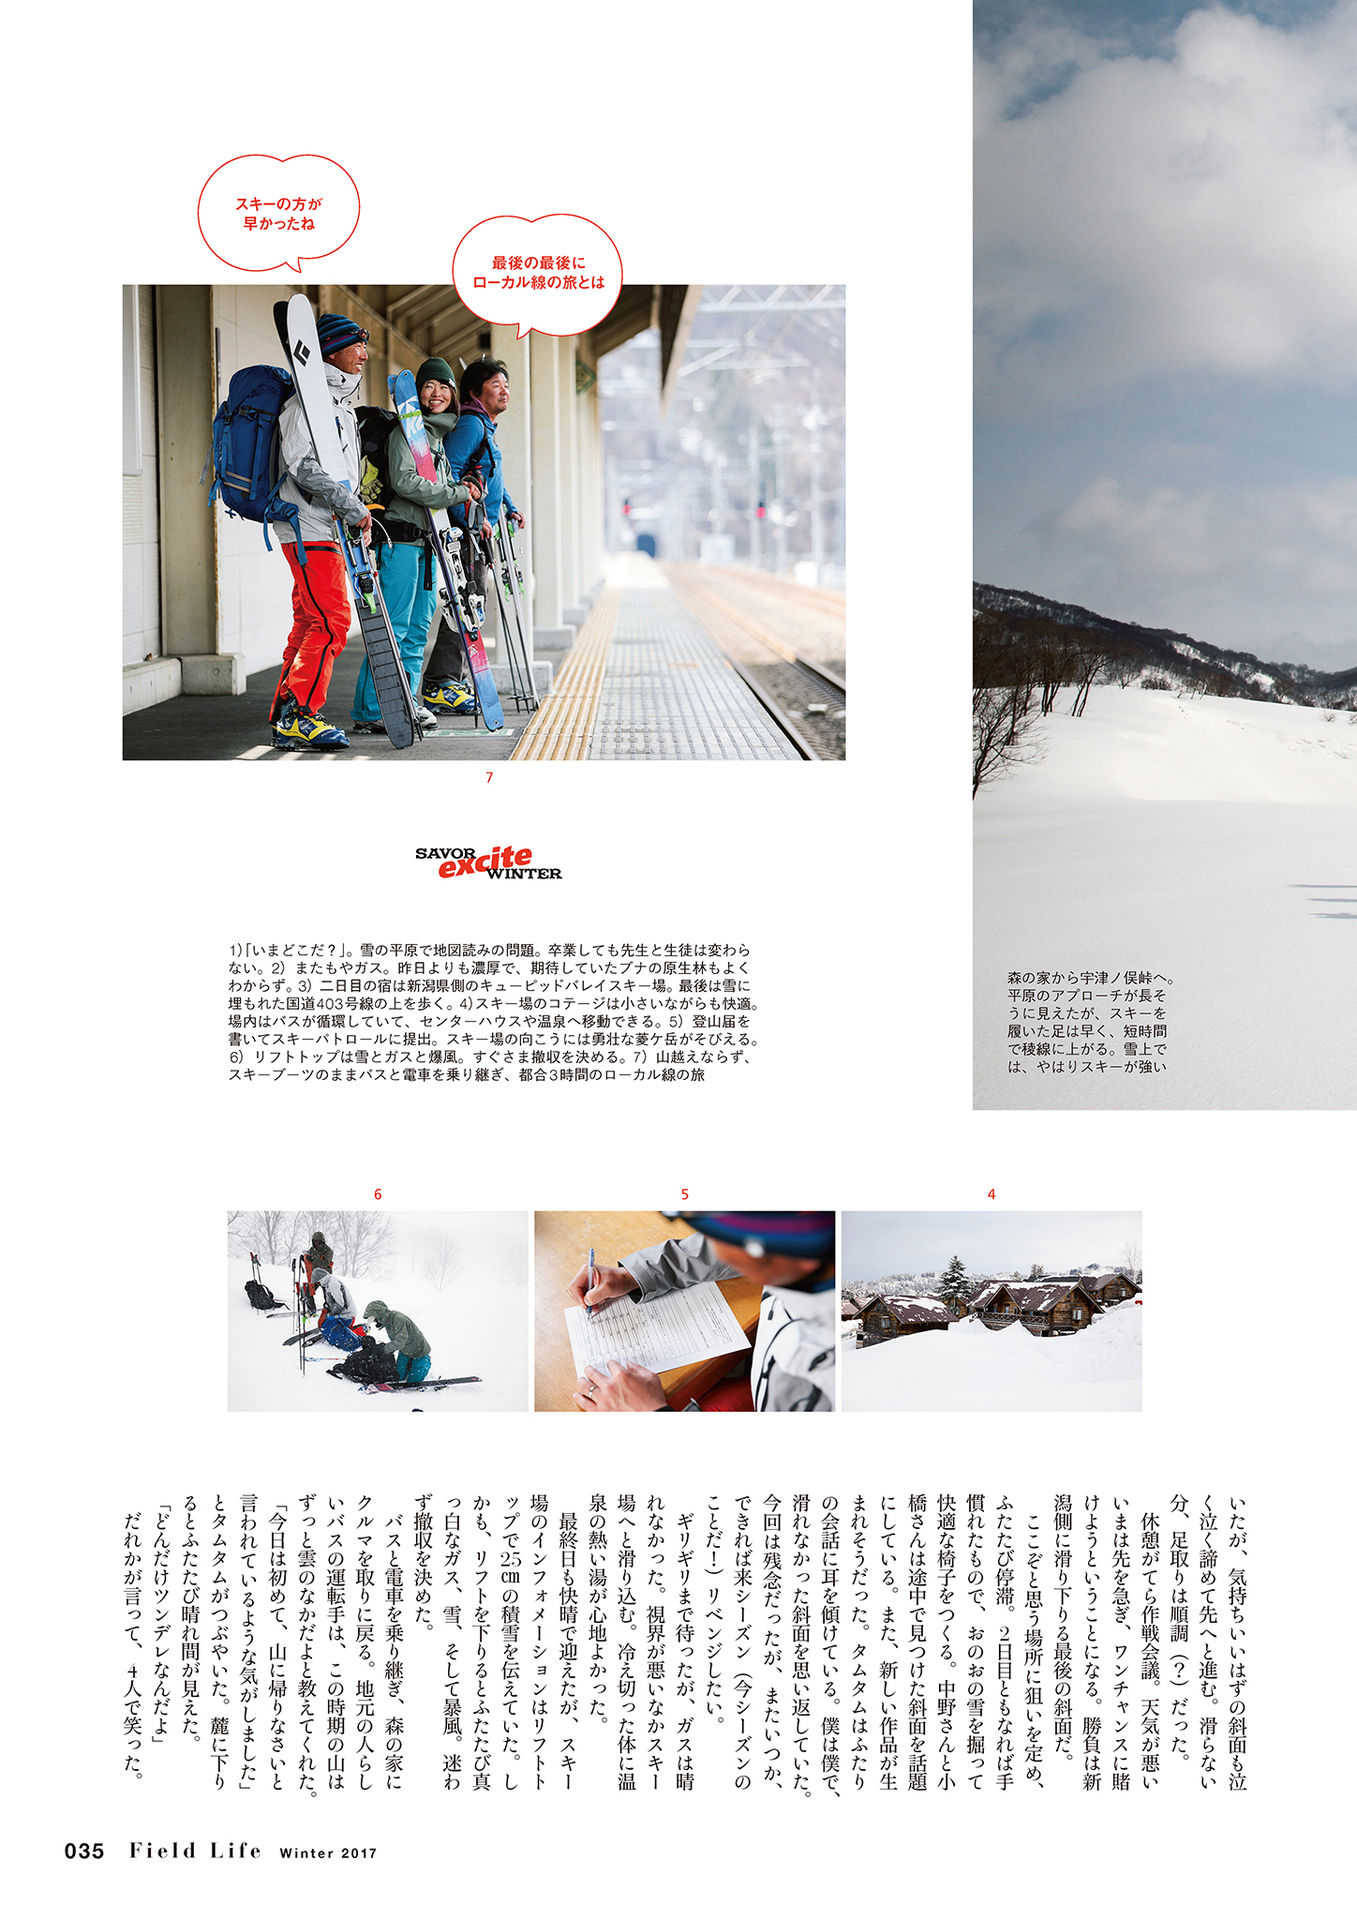 スキーの方が
早かったね
最後の最後に
ローカル線の旅とは
7
SAVOR
excite
WINTER
1)「いまどこだ？」。雪の平原で地図読みの問題。卒業しても先生と生徒は変わら
ない。2）またもやガス。昨日よりも濃厚で、期待していたブナの原生林もよく
わからず。3）二日目の宿は新潟県側のキューピッドバレイスキー場。最後は雪に
埋もれた国道403号線の上を歩く。4)スキー場のコテージは小さいながらも快適。
場内はバスが循環していて、センターハウスや温泉へ移動できる。5）登山届を
書いてスキーパトロールに提出。スキー場の向こうには勇壮な菱ケ岳がそびえる。
6）リフトトップは雪とガスと爆風。すぐさま撤収を決める。7）山越えならず、
スキーブーツのままバスと電車を乗り継ぎ、都合3時間のローカル線の旅
森の家から宇津ノ俣峠へ。
平原のアプローチが長そ
うに見えたが、スキーを
履いた足は早く、短時間
で稜線に上がる。雪上で
は、やはりスキーが強い
6
5
4
いたが、気持ちいいはずの斜面も泣
く泣く諦めて先へと進む。滑らない
分、足取りは順調（？）だった。
休憩がてら作戦会議。天気が悪い
いまは先を急ぎ、ワンチャンスに賭
けようということになる。勝負は新
潟側に滑り下りる最後の斜面だ。
ここぞと思う場所に狙いを定め、
ふたたび停滞。2日目ともなれば手
慣れたもので、おのおの雪を掘って
快適な椅子をつくる。中野さんと小
橋さんは途中で見つけた斜面を話題
にしている。また、新しい作品が生
まれそうだった。タムタムはふたり
の会話に耳を傾けている。僕は僕で、
滑れなかった斜面を思い返していた。
今回は残念だったが、またいつか、
できれば来シーズン（今シーズンの
ことだ！）リベンジしたい。
ギリギリまで待ったが、ガスは晴
れなかった。視界が悪いなかスキー
場へと滑り込む。冷え切った体に温
泉の熱い湯が心地よかった。
最終日も快晴で迎えたが、スキー
場のインフォメーションはリフトト
ップで25㎝の積雪を伝えていた。し
かも、リフトを下りるとふたたび真
っ白なガス、雪、そして暴風。迷わ
ず撤収を決めた。
バスと電車を乗り継ぎ、森の家に
クルマを取りに戻る。地元の人らし
いバスの運転手は、この時期の山は
ずっと雲のなかだよと教えてくれた。
「今日は初めて、山に帰りなさいと
言われているような気がしました」
とタムタムがつぶやいた。麓に下り
るとふたたび晴れ間が見えた。
「どんだけツンデレなんだよ」
だれかが言って、4人で笑った。
035 Field Life Winter 2017